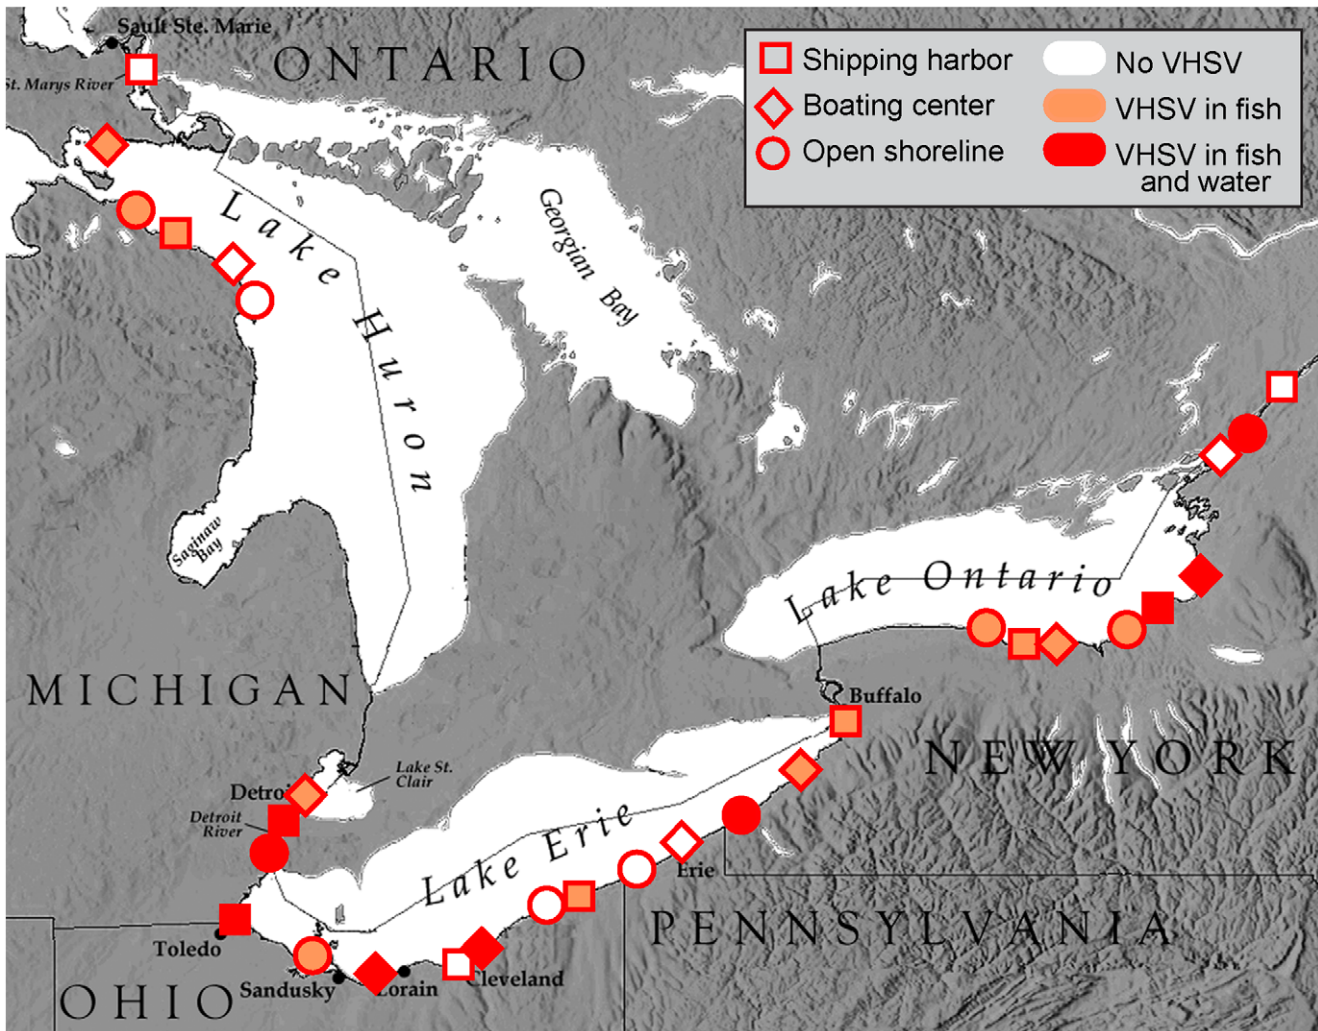 Sault Ste. Marie
ONTARIO
St. Marys River
Shipping harbor
Boating center
Open shoreline
No VHSV
VHSV in fish
VHSV in fish
and water
Lake Huron
Georgian Bay
Saginaw
Bay
Lake Ontario
MICHIGAN
Buffalo
NEW YORK
Lake St.
Clair
Detroi
Detroit
River
Lake Erie
Erie
PENNSYLVANIA
Toledo
Sandusky
Lorain
Cleveland
OHIO